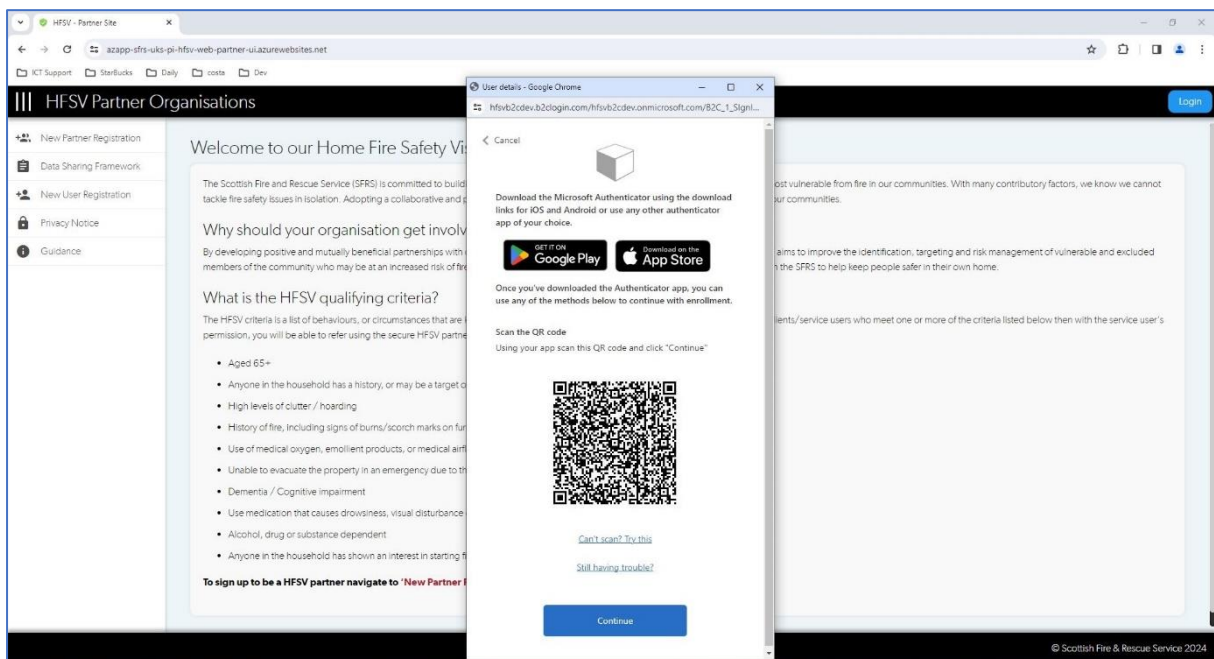 HFSV - Partner Site
azapp-sfrs-uks-pi-hfsv-web-partner-ui.azurewebsites.net
ICT Support StarBucks Daily costa Dev
HFSV Partner Organisations
Login
New Partner Registration
Data Sharing Framework
New User Registration
Privacy Notice
Guidance
Welcome to our Home Fire Safety Vi
The Scottish Fire and Rescue Service (SFRS) is committed to build
ost vulnerable from fire in our communities. With many contributory factors, we know we cannot
tackle fire safety issues in isolation. Adopting a collaborative and p
ur communities.
Why should your organisation get involv
By developing positive and mutually beneficial partnerships with
aims to improve the identification, targeting and risk management of vulnerable and excluded
members of the community who may be at an increased risk of fire
the SFRS to help keep people safer in their own home.
What is the HFSV qualifying criteria?
The HFSV criteria is a list of behaviours, or circumstances that are
ients/service users who meet one or more of the criteria listed below then with the service user's
permission, you will be able to refer using the secure HFSV partne
• Aged 65+
• Anyone in the household has a history, or may be a target o
• High levels of clutter / hoarding
• History of fire, including signs of burns/scorch marks on fur
• Use of medical oxygen, emollient products, or medical airfl
• Unable to evacuate the property in an emergency due to th
• Dementia / Cognitive impairment
• Use medication that causes drowsiness, visual disturbance
• Alcohol, drug or substance dependent
• Anyone in the household has shown an interest in starting fi
To sign up to be a HFSV partner navigate to 'New Partner
User details - Google Chrome
hfsvb2cdev.b2clogin.com/hfsvb2cdev.onmicrosoft.com/B2C_1_SignI...
Cancel
Download the Microsoft Authenticator using the download
links for iOS and Android or use any other authenticator
app of your choice.
GET IT ON
Google Play
Download on the
App Store
Once you've downloaded the Authenticator app, you can
use any of the methods below to continue with enrollment.
Scan the QR code
Using your app scan this QR code and click "Continue"
Can't scan? Try this
Still having trouble?
Continue
© Scottish Fire & Rescue Service 2024